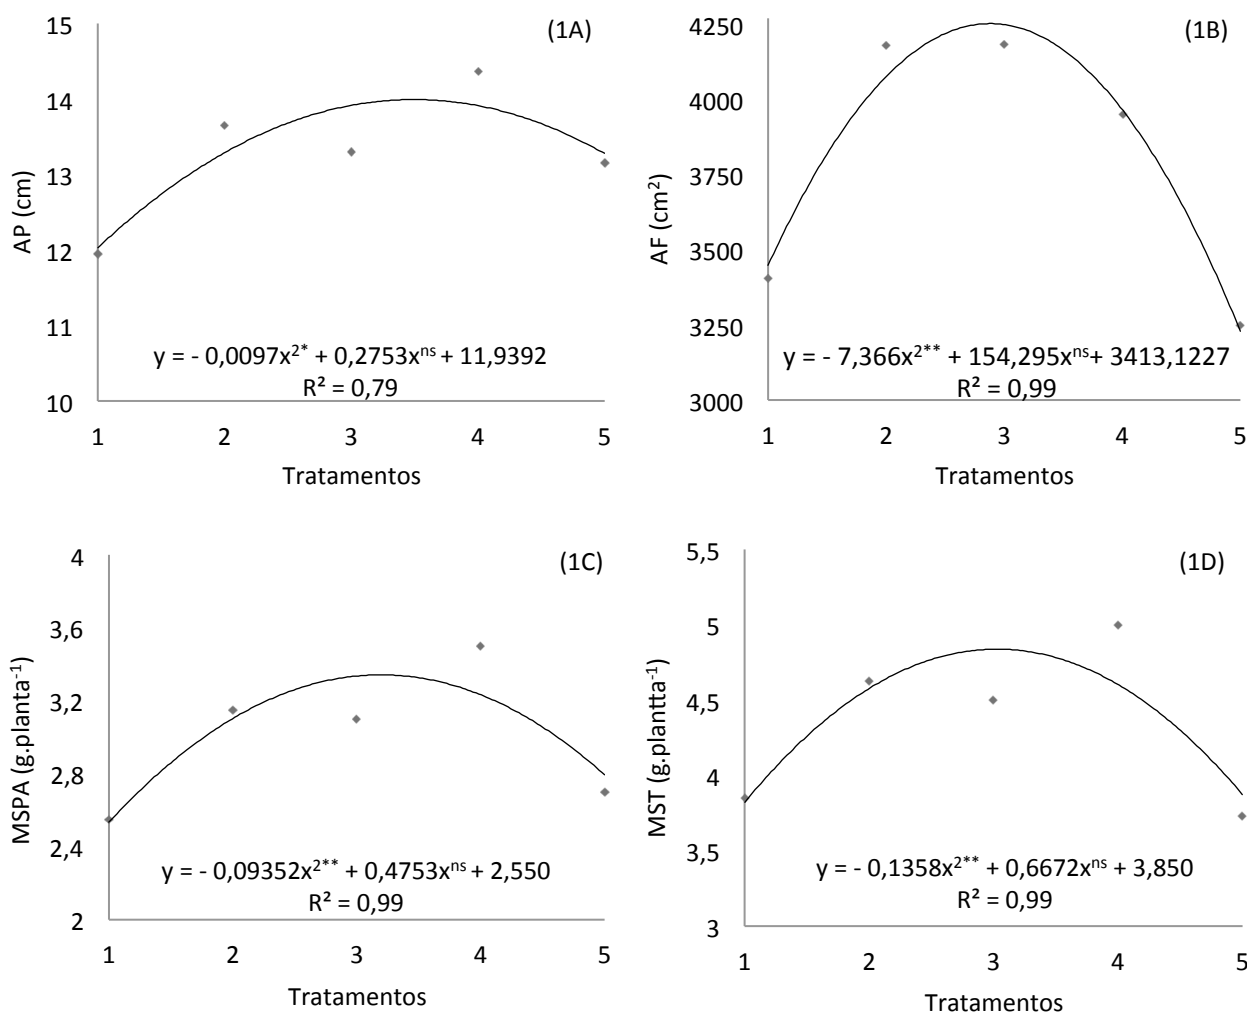 (1A)
AP (cm)
15
14
13
12
11
10
y = - 0,0097x²* + 0,2753xⁿˢ + 11,9392
R² = 0,79
1 2 3 4 5
Tratamentos
(1B)
AF (cm²)
4250
4000
3750
3500
3250
3000
y = - 7,366x²** + 154,295xⁿˢ+ 3413,1227
R² = 0,99
1 2 3 4 5
Tratamentos
(1C)
MSPA (g.planta⁻¹)
4
3,6
3,2
2,8
2,4
2
y = - 0,09352x²** + 0,4753xⁿˢ + 2,550
R² = 0,99
1 2 3 4 5
Tratamentos
(1D)
MST (g.plantta⁻¹)
5,5
5
4,5
4
3,5
3
y = - 0,1358x²** + 0,6672xⁿˢ + 3,850
R² = 0,99
1 2 3 4 5
Tratamentos